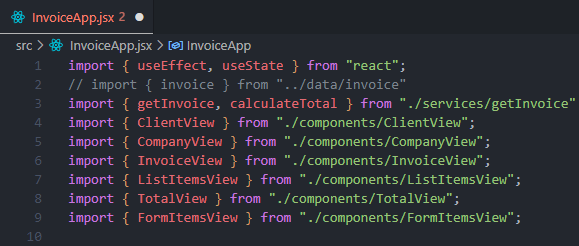 InvoiceApp.jsx 2
src > InvoiceApp.jsx > InvoiceApp
1 import { useEffect, useState } from "react";
2 // import { invoice } from "../data/invoice"
3 import { getInvoice, calculateTotal } from "./services/getInvoice"
4 import { ClientView } from "./components/ClientView";
5 import { CompanyView } from "./components/CompanyView";
6 import { InvoiceView } from "./components/InvoiceView";
7 import { ListItemsView } from "./components/ListItemsView";
8 import { TotalView } from "./components/TotalView";
9 import { FormItemsView } from "./components/FormItemsView";
10